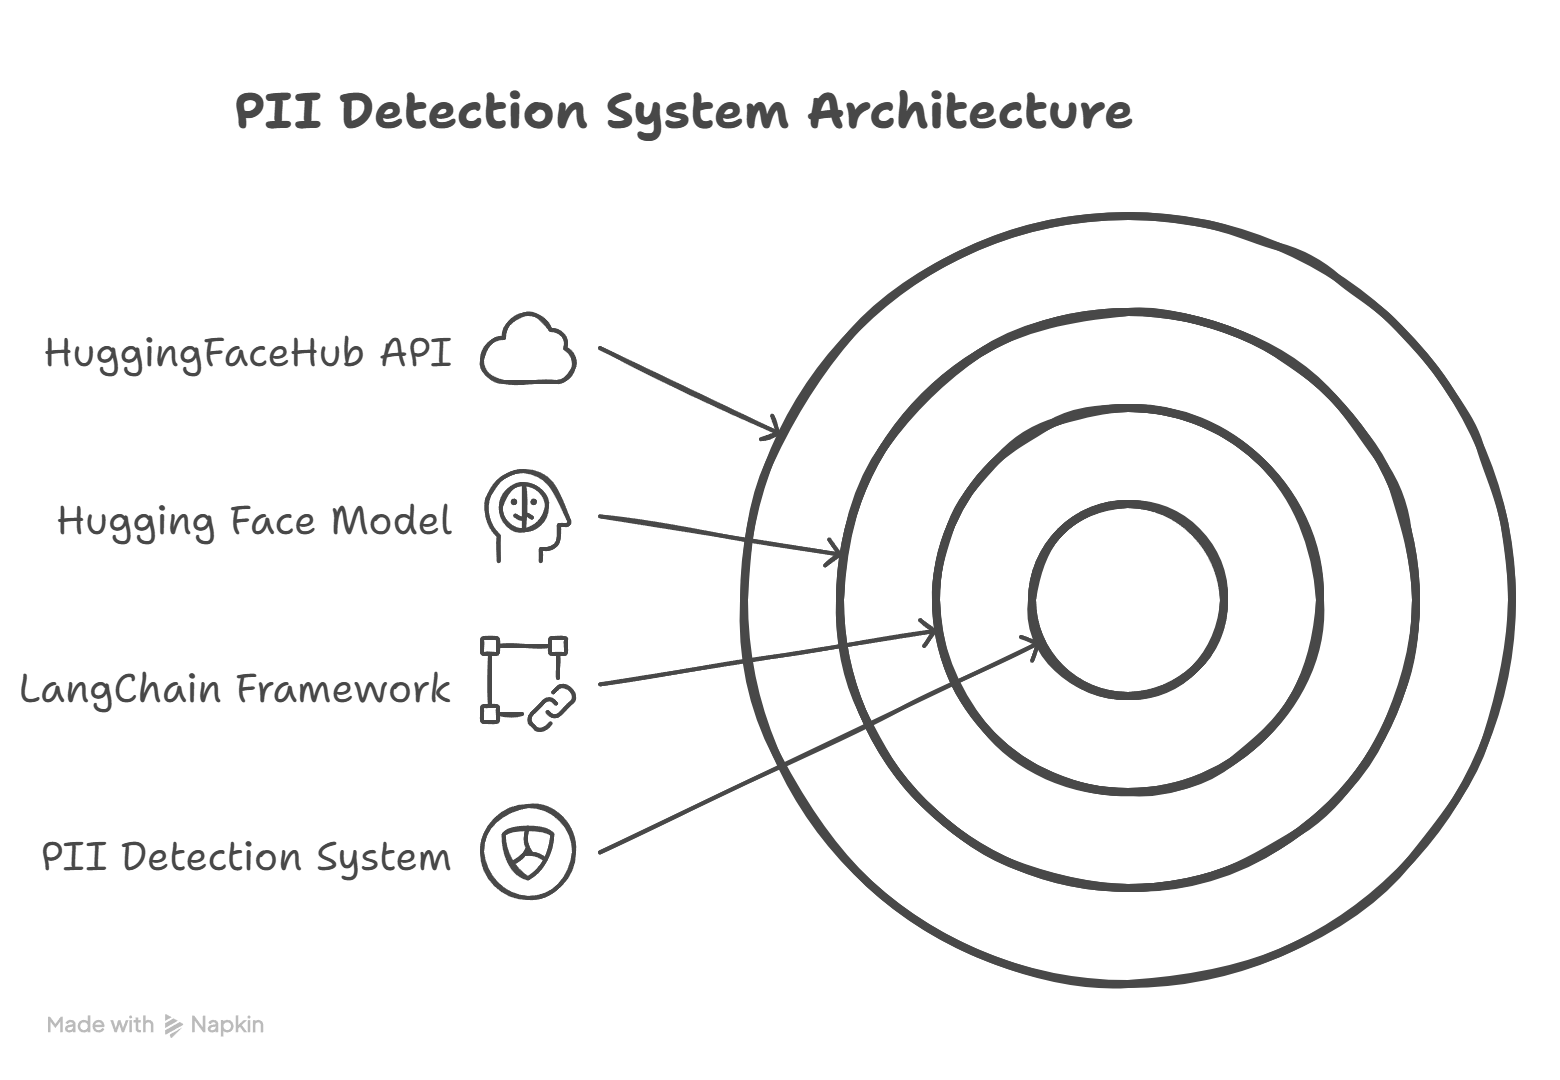 PII Detection System Architecture
HuggingFaceHub API
Hugging Face Model
LangChain Framework
PII Detection System
Made with Napkin